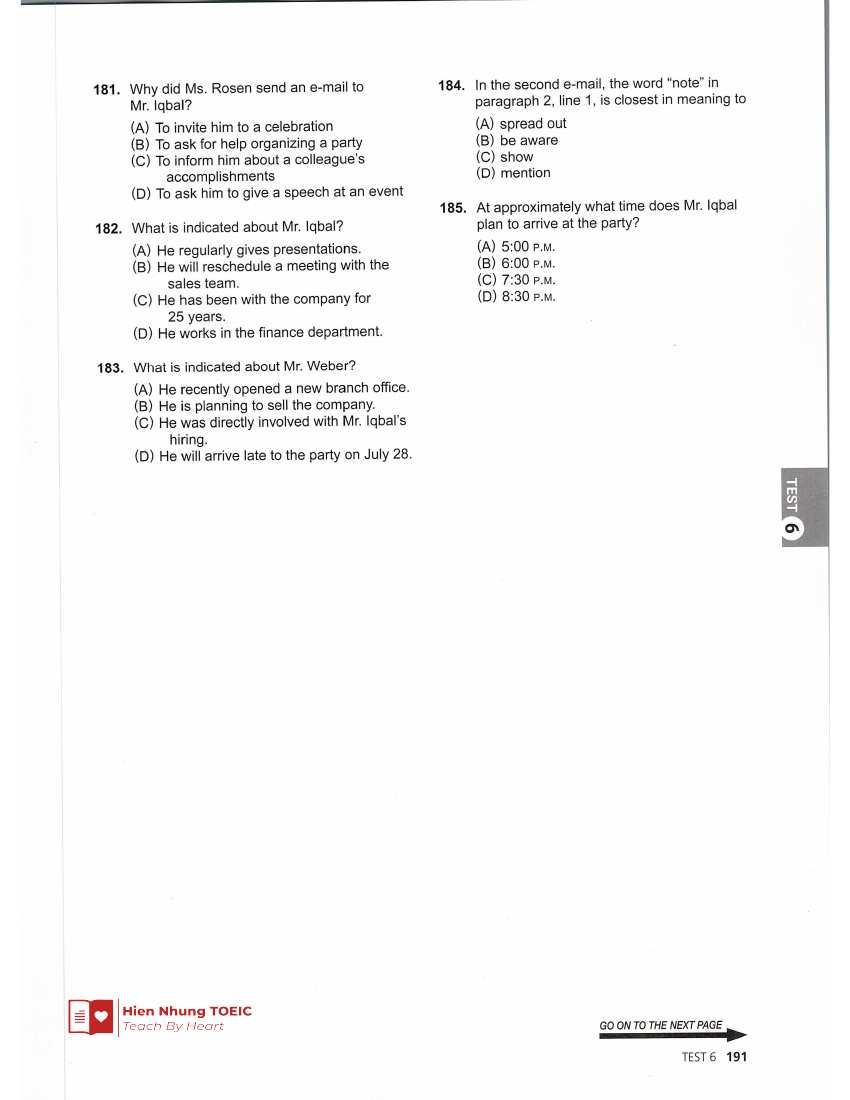 181. Why did Ms. Rosen send an e-mail to
Mr. Iqbal?
(A) To invite him to a celebration
(B) To ask for help organizing a party
(C) To inform him about a colleague's
accomplishments
(D) To ask him to give a speech at an event
182. What is indicated about Mr. Iqbal?
(A) He regularly gives presentations.
(B) He will reschedule a meeting with the
sales team.
(C) He has been with the company for
25 years.
(D) He works in the finance department.
183. What is indicated about Mr. Weber?
(A) He recently opened a new branch office.
(B) He is planning to sell the company.
(C) He was directly involved with Mr. Iqbal's
hiring.
(D) He will arrive late to the party on July 28.
184. In the second e-mail, the word "note" in
paragraph 2, line 1, is closest in meaning to
(A) spread out
(B) be aware
(C) show
(D) mention
185. At approximately what time does Mr. Iqbal
plan to arrive at the party?
(A) 5:00 P.M.
(B) 6:00 P.M.
(C) 7:30 P.M.
(D) 8:30 P.M.
TEST 6
Hien Nhung TOEIC
Teach By Heart
GO ON TO THE NEXT PAGE
TEST 6 191